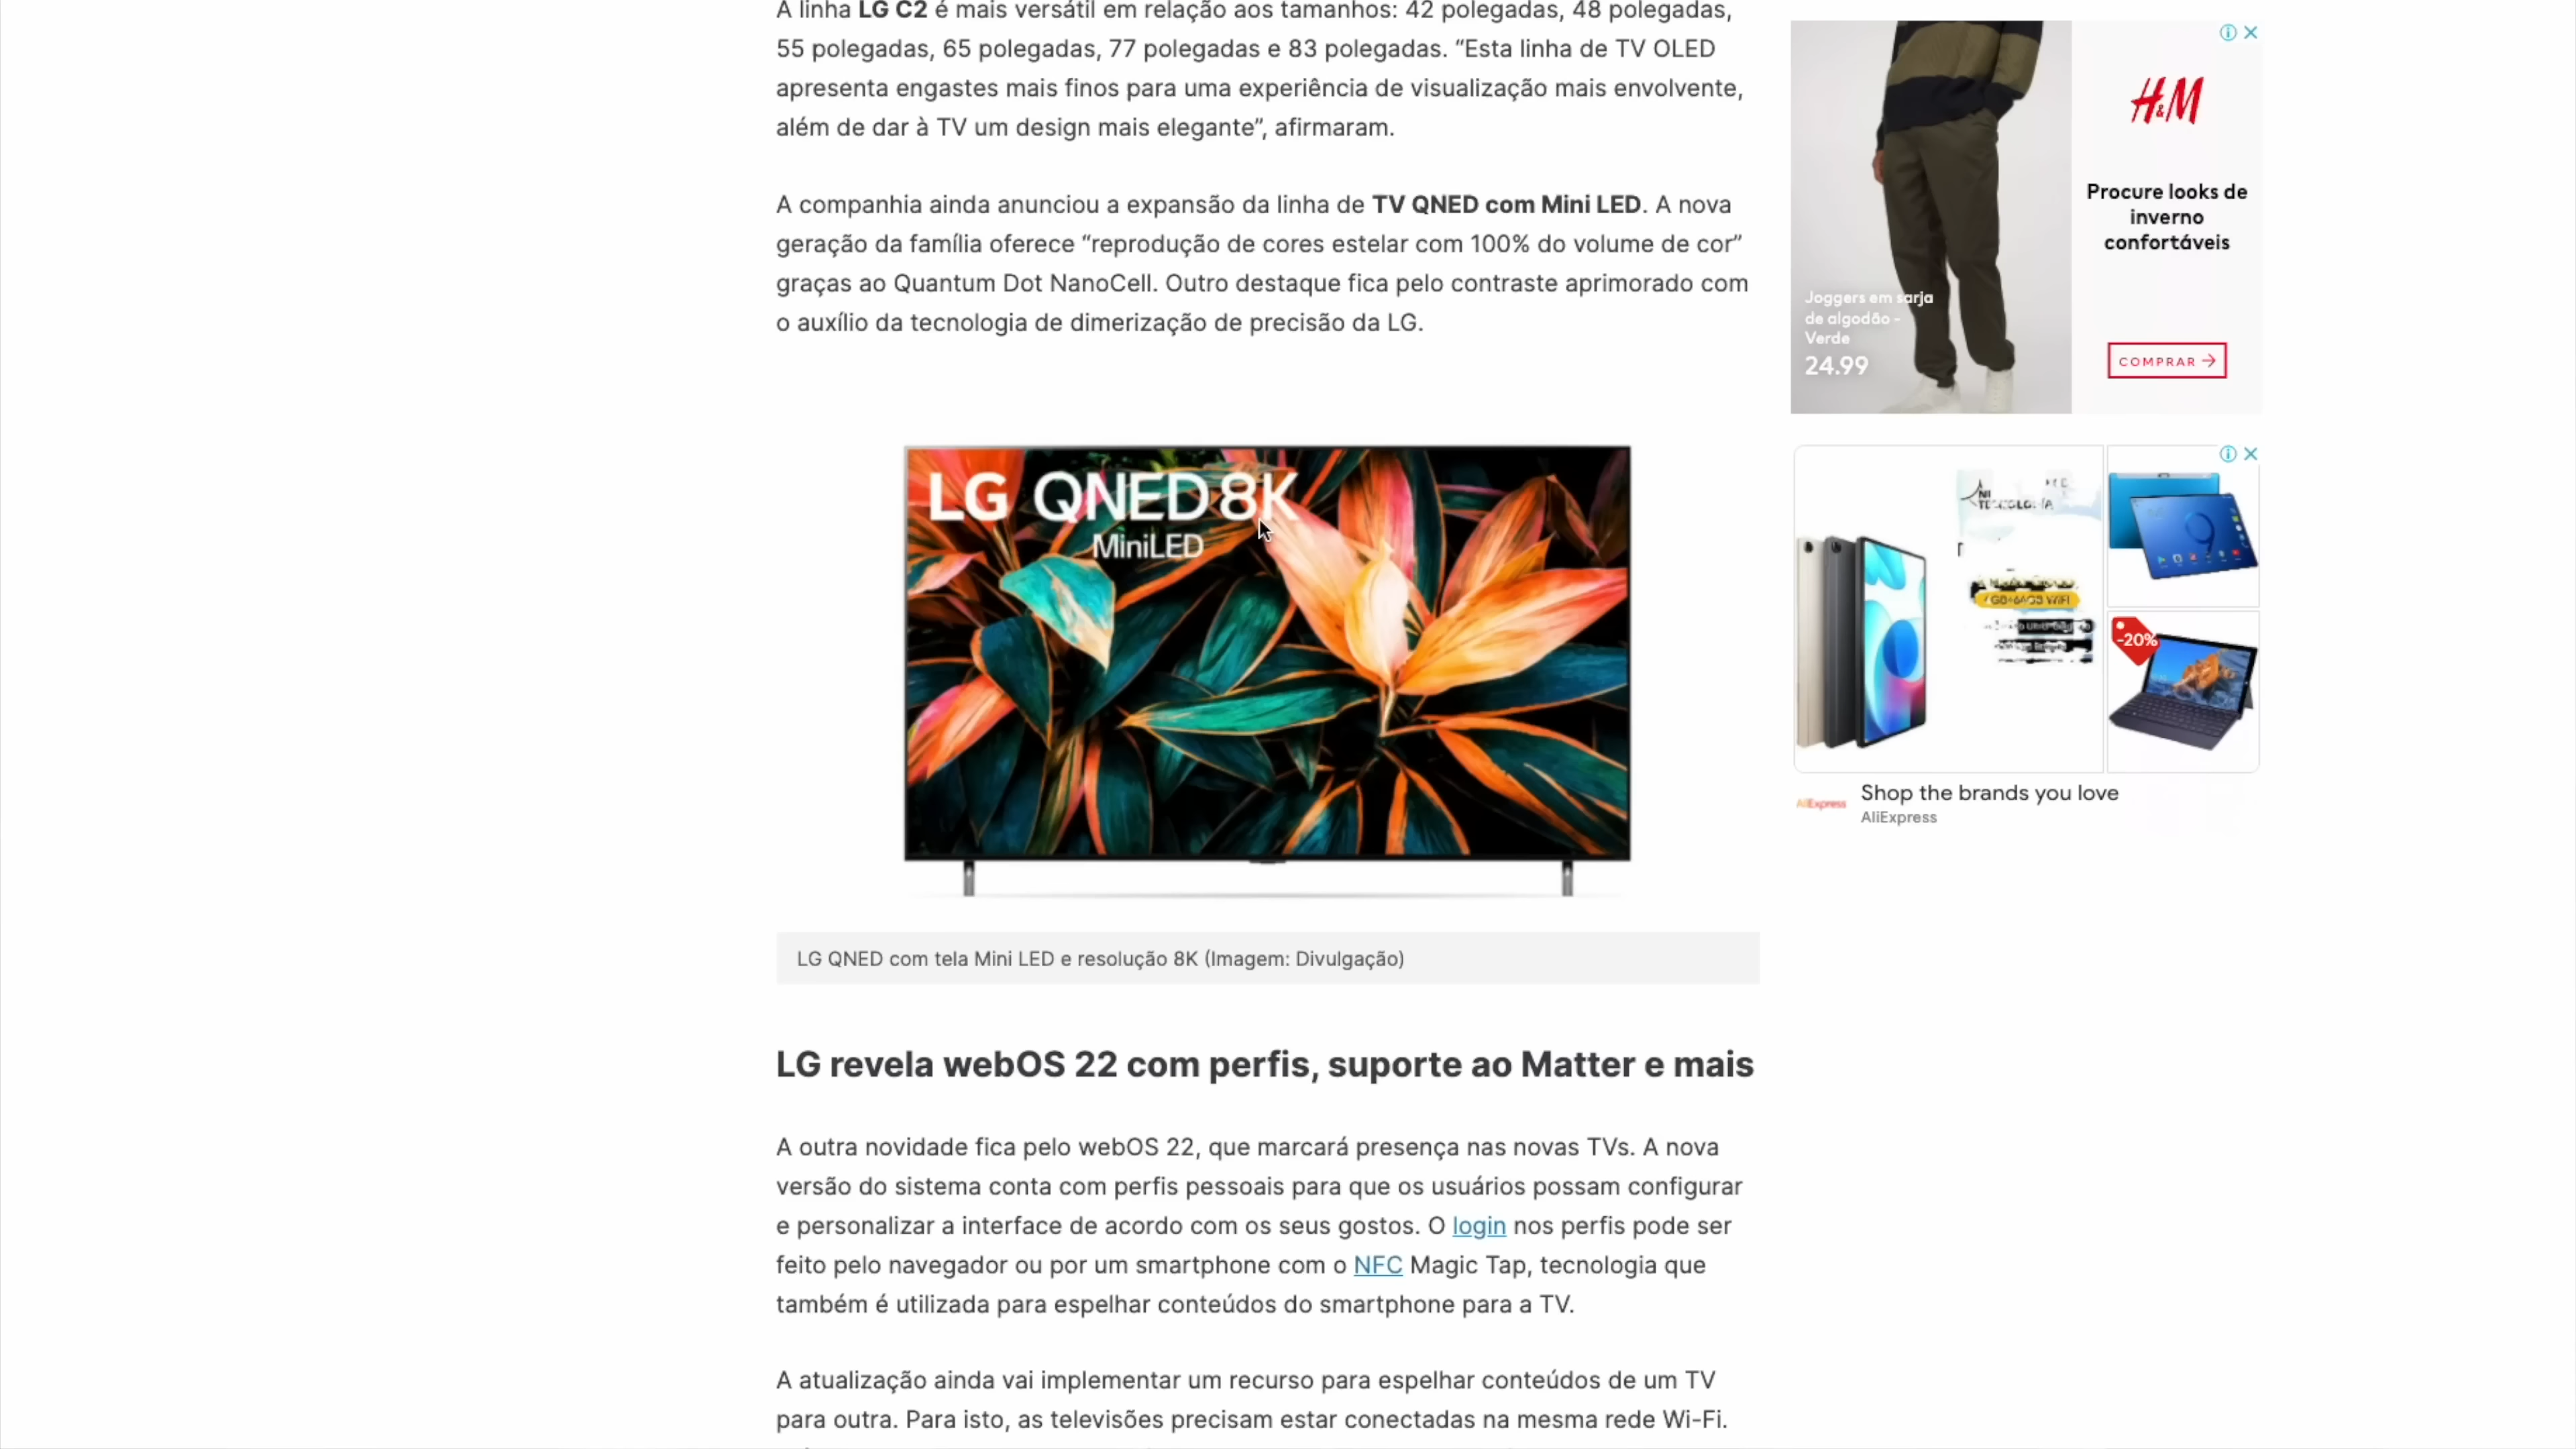 A linha LG C2 é mais versátil em relação aos tamanhos: 42 polegadas, 48 polegadas,
55 polegadas, 65 polegadas, 77 polegadas e 83 polegadas. “Esta linha de TV OLED
apresenta engastes mais finos para uma experiência de visualização mais envolvente,
além de dar à TV um design mais elegante”, afirmaram.
A companhia ainda anunciou a expansão da linha de TV QNED com Mini LED. A nova
geração da família oferece “reprodução de cores estelar com 100% do volume de cor”
graças ao Quantum Dot NanoCell. Outro destaque fica pelo contraste aprimorado com
o auxílio da tecnologia de dimerização de precisão da LG.
LG QNED 8K
MiniLED
LG QNED com tela Mini LED e resolução 8K (Imagem: Divulgação)
LG revela webOS 22 com perfis, suporte ao Matter e mais
A outra novidade fica pelo webOS 22, que marcará presença nas novas TVs. A nova
versão do sistema conta com perfis pessoais para que os usuários possam configurar
e personalizar a interface de acordo com os seus gostos. O login nos perfis pode ser
feito pelo navegador ou por um smartphone com o NFC Magic Tap, tecnologia que
também é utilizada para espelhar conteúdos do smartphone para a TV.
A atualização ainda vai implementar um recurso para espelhar conteúdos de um TV
para outra. Para isto, as televisões precisam estar conectadas na mesma rede Wi-Fi.
H&M
Procure looks de
inverno
confortáveis
Joggers em sarja
de algodão -
Verde
24.99
COMPRAR
-20%
AliExpress
Shop the brands you love
AliExpress